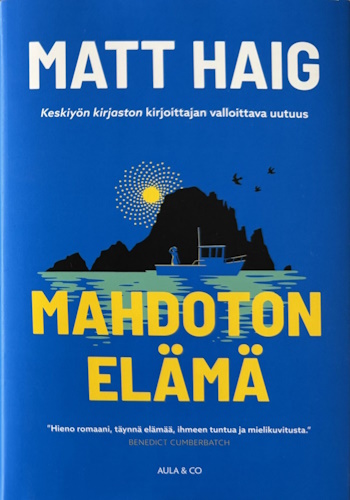 MATT HAIG
Keskiyön kirjaston kirjoittajan valloittava uutuus
MAHDOTON
ELÄMÄ
"Hieno romaani, täynnä elämää, ihmeen tuntua ja mielikuvitusta."
BENEDICT CUMBERBATCH
AULA & CO